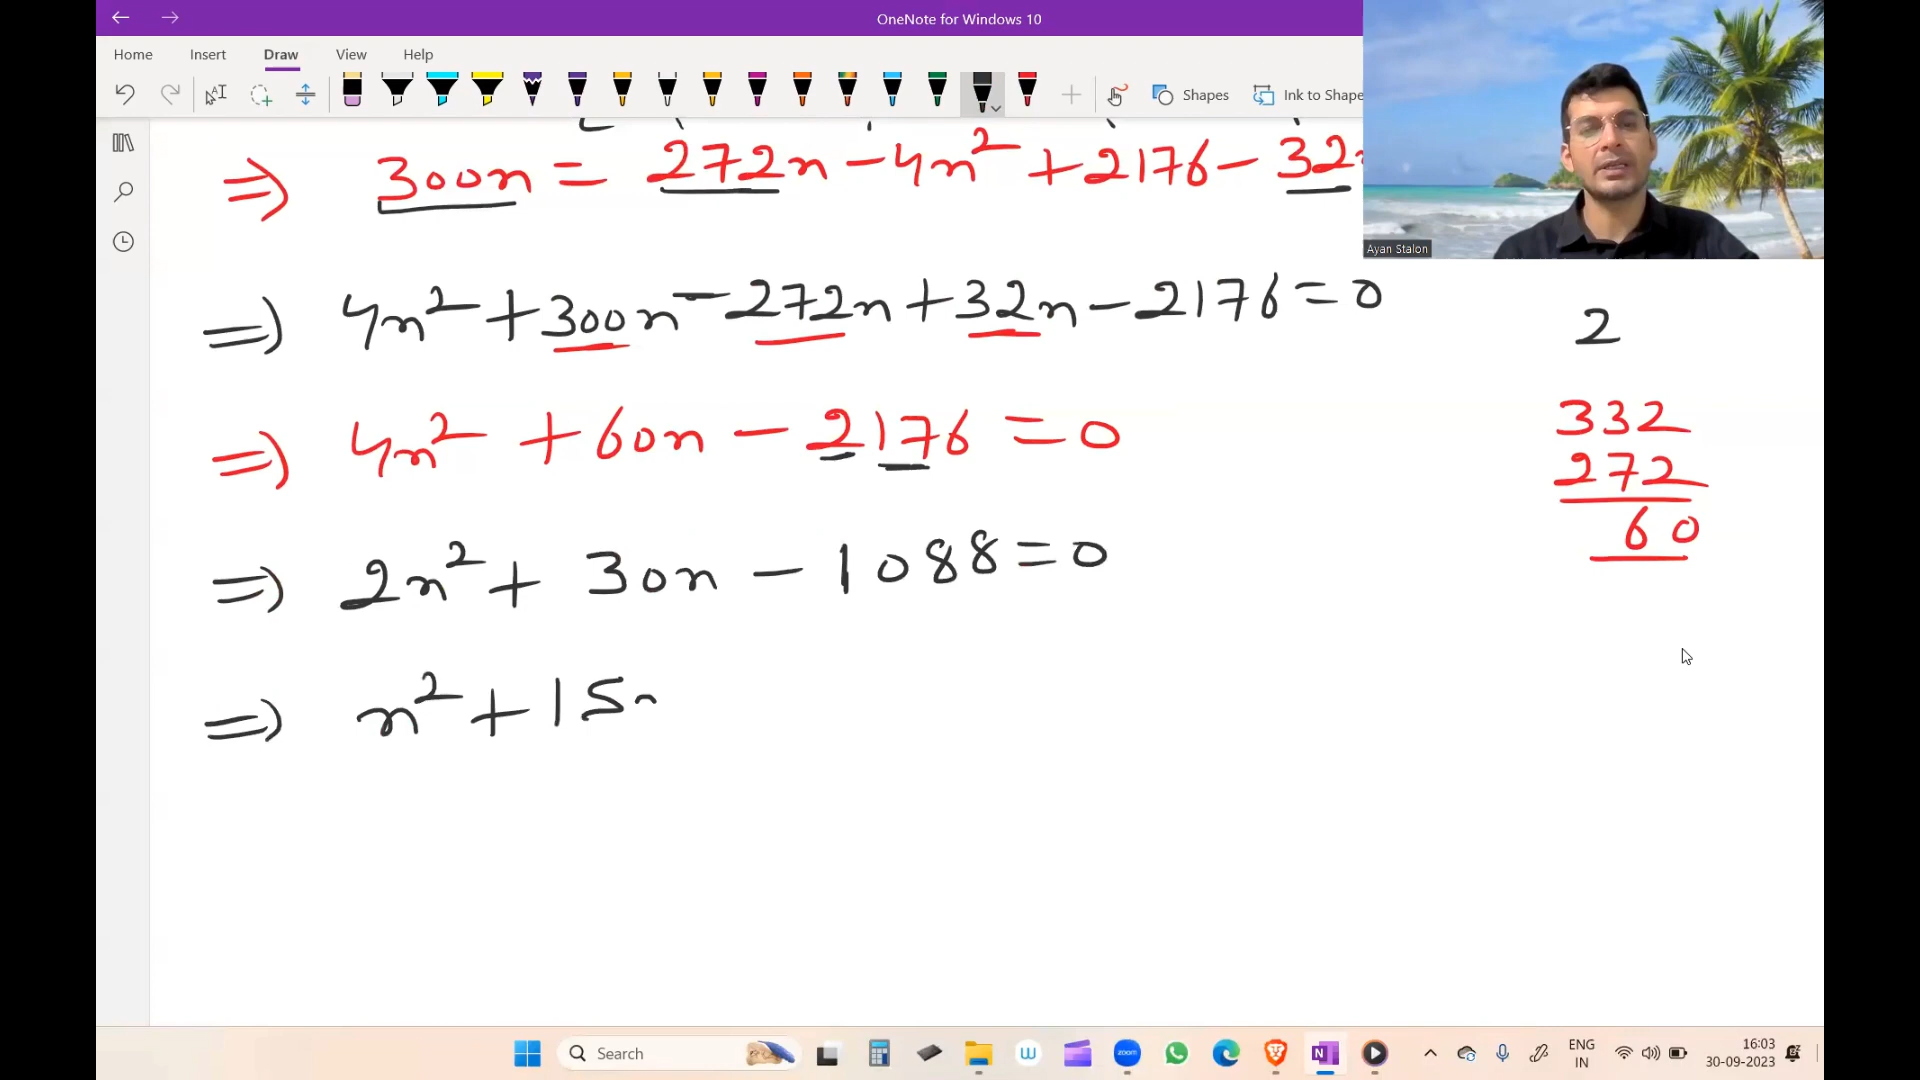 OneNote for Windows 10
Home Insert Draw View Help
Shapes Ink to Shape
Ayan Stalon
⇒ 300n = 272n - 4n² + 2176 - 32n
⇒ 4n² + 300n - 272n + 32n - 2176 = 0
2
⇒ 4n² + 60n - 2176 = 0
332
272
60
⇒ 2n² + 30n - 1088 = 0
⇒ n² + 15
Search
ENG
IN
16:03
30-09-2023